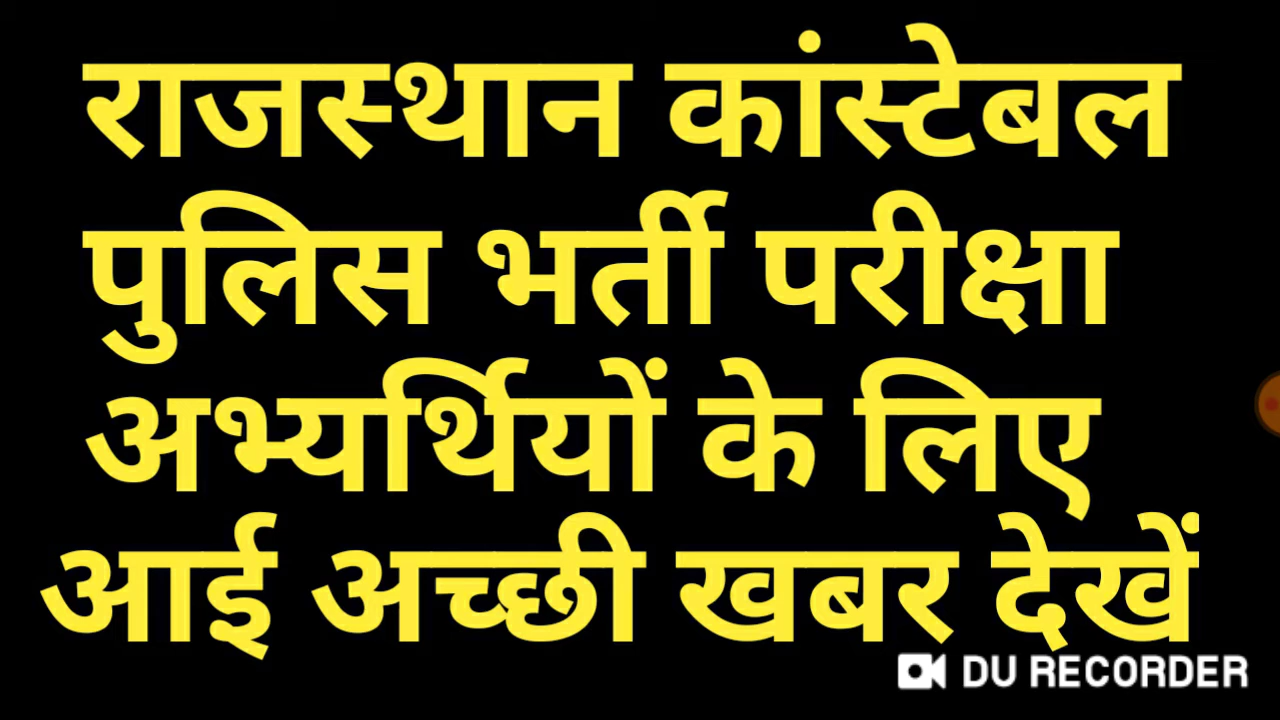 राजस्थान कांस्टेबल
पुलिस भर्ती परीक्षा
अभ्यर्थियों के लिए
आई अच्छी खबर देखें
DU RECORDER